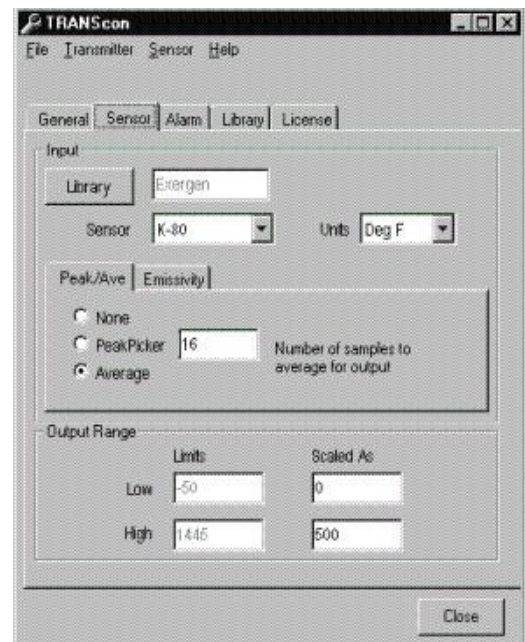 TRANScon
File Transmitter Sensor Help
General Sensor Alarm Library License
Input
Library Exergen
Sensor K-80 Units Deg F
Peak/Ave Emissivity
None
PeakPicker 16 Number of samples to
Average average for output
Output Range
Limits Scaled As
Low -50 0
High 1445 500
Close